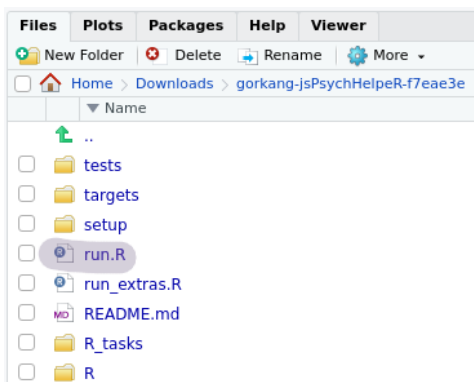 Files Plots Packages Help Viewer
New Folder Delete Rename More
Home > Downloads > gorkang-jsPsychHelpeR-f7eae3e
Name
..
tests
targets
setup
run.R
run_extras.R
README.md
R_tasks
R